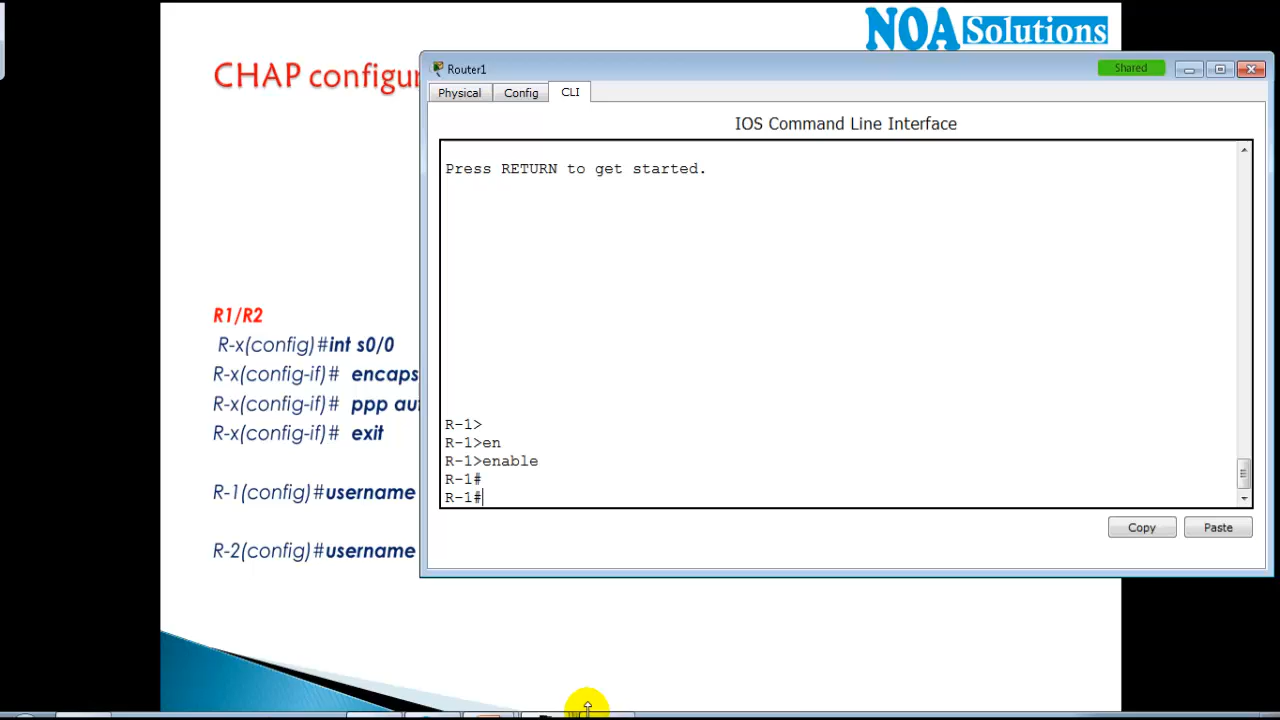 NOA Solutions
CHAP configur
Router1
Shared
Physical Config CLI
IOS Command Line Interface
Press RETURN to get started.
R-1>
R-1>en
R-1>enable
R-1#
R-1#
Copy Paste
R1/R2
R-x(config)#int s0/0
R-x(config-if)# encaps
R-x(config-if)# ppp au
R-x(config-if)# exit
R-1(config)#username
R-2(config)#username